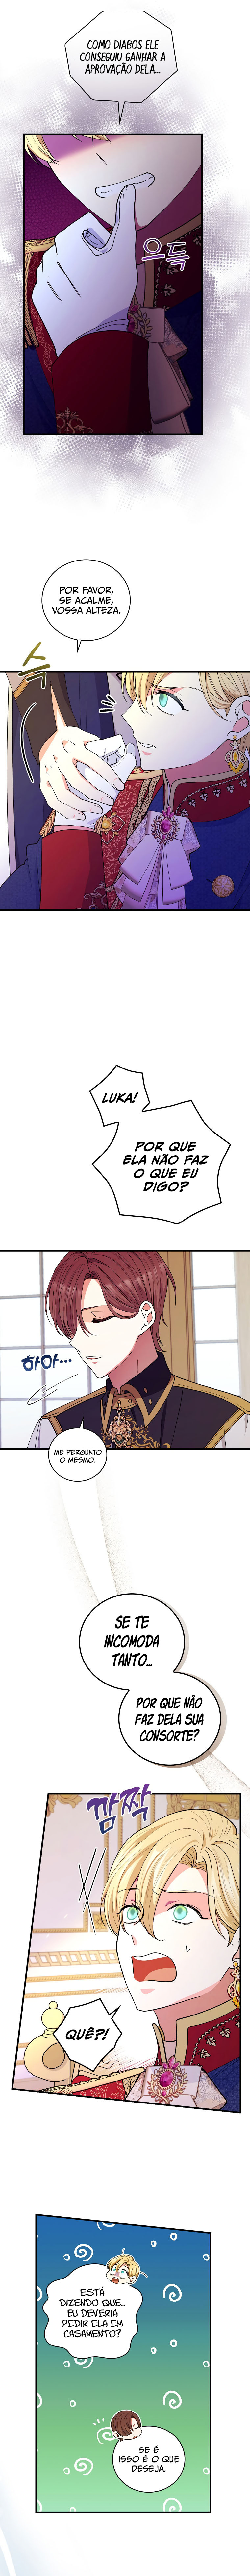 COMO DIABOS ELE
CONSEGUIU GANHAR A
APROVAÇÃO DELA...
으득
POR FAVOR,
SE ACALME,
VOSSA ALTEZA.
스윽
LUKA!
POR QUE
ELA NÃO FAZ
O QUE EU
DIGO?
하아...
ME PERGUNTO
O MESMO.
SE TE
INCOMODA
TANTO...
POR QUE NÃO
FAZ DELA SUA
CONSORTE?
깜짝
QUÊ?!
ESTÁ
DIZENDO QUE...
EU DEVERIA
PEDIR ELA EM
CASAMENTO?
SE É
ISSO É O QUE
DESEJA.